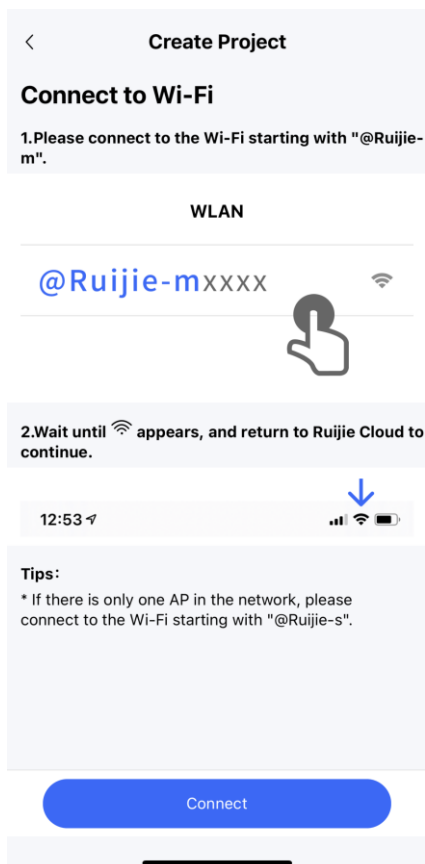 Create Project
Connect to Wi-Fi
1.Please connect to the Wi-Fi starting with "@Ruijie-
m".
WLAN
@Ruijie-mxxxx
2.Wait until appears, and return to Ruijie Cloud to
continue.
12:53
Tips:
* If there is only one AP in the network, please
connect to the Wi-Fi starting with "@Ruijie-s".
Connect